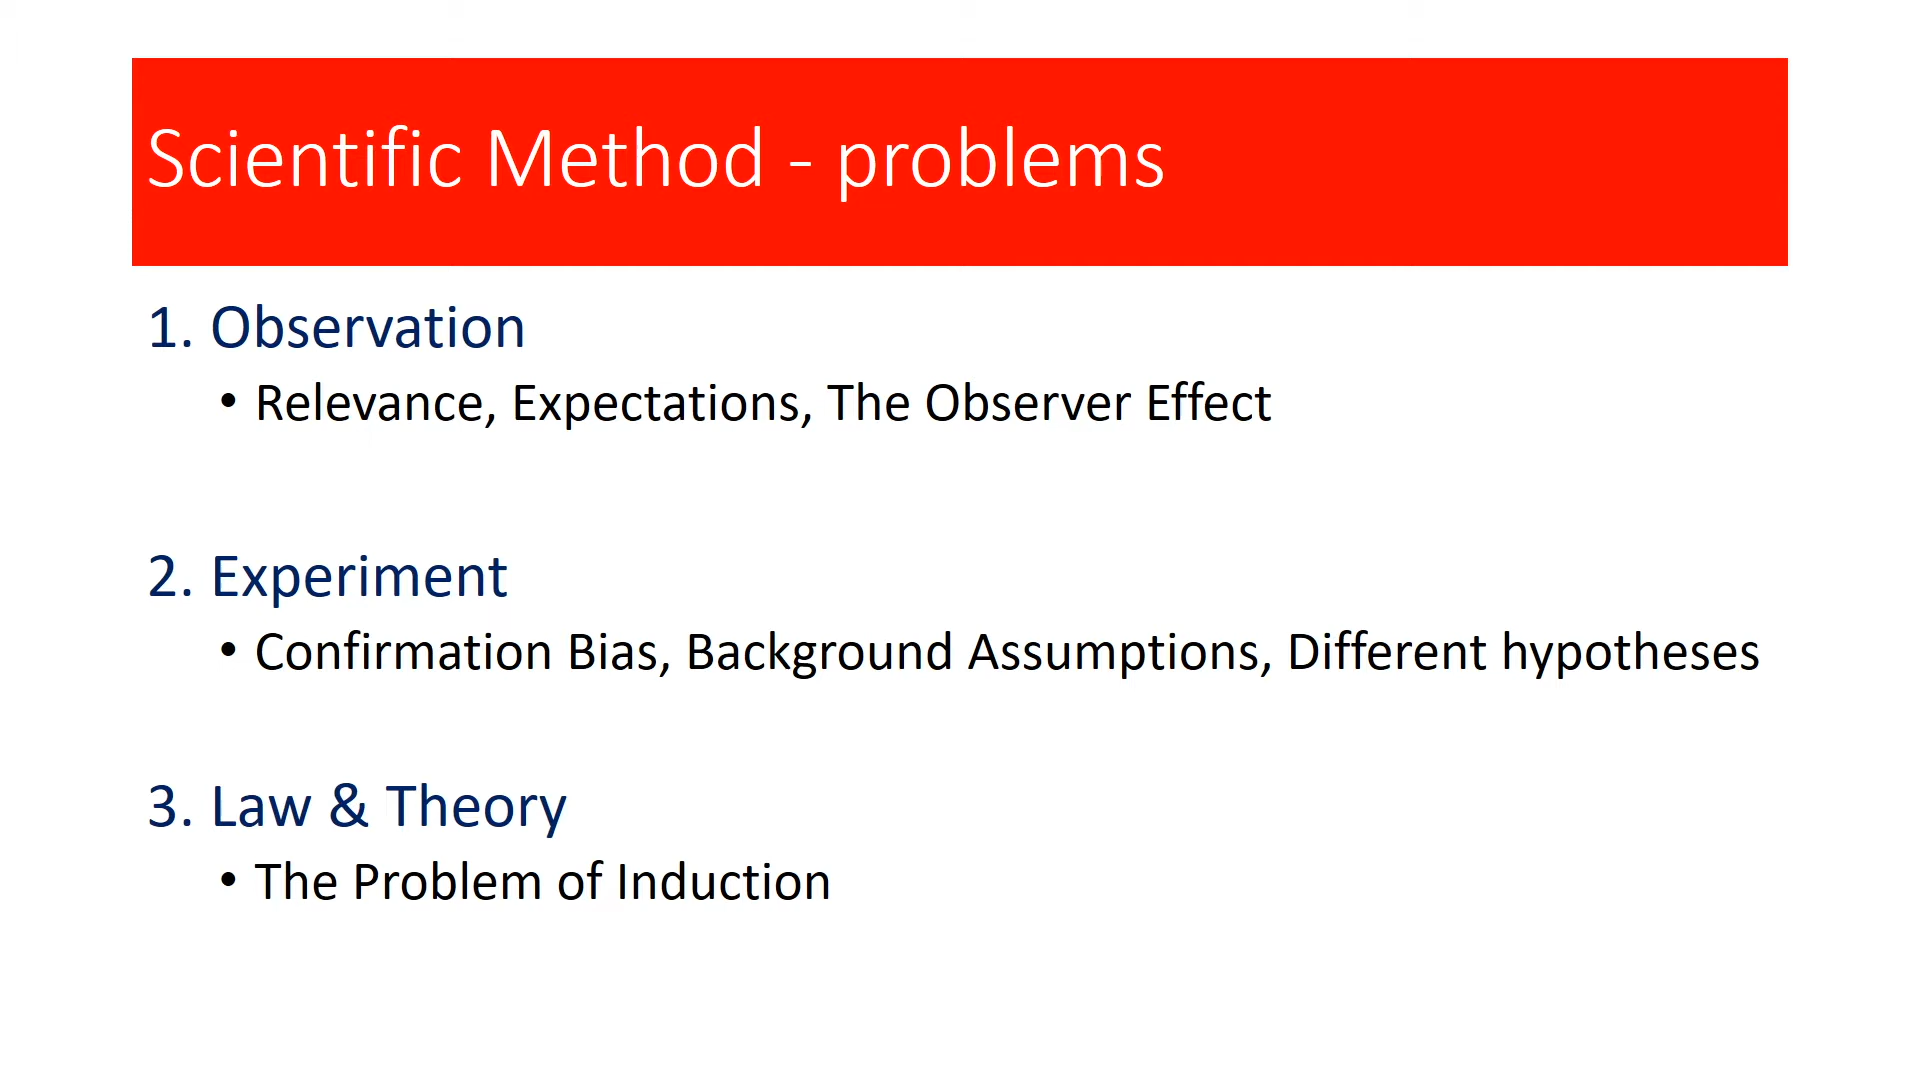 Scientific Method - problems
1. Observation
• Relevance, Expectations, The Observer Effect
2. Experiment
• Confirmation Bias, Background Assumptions, Different hypotheses
3. Law & Theory
• The Problem of Induction